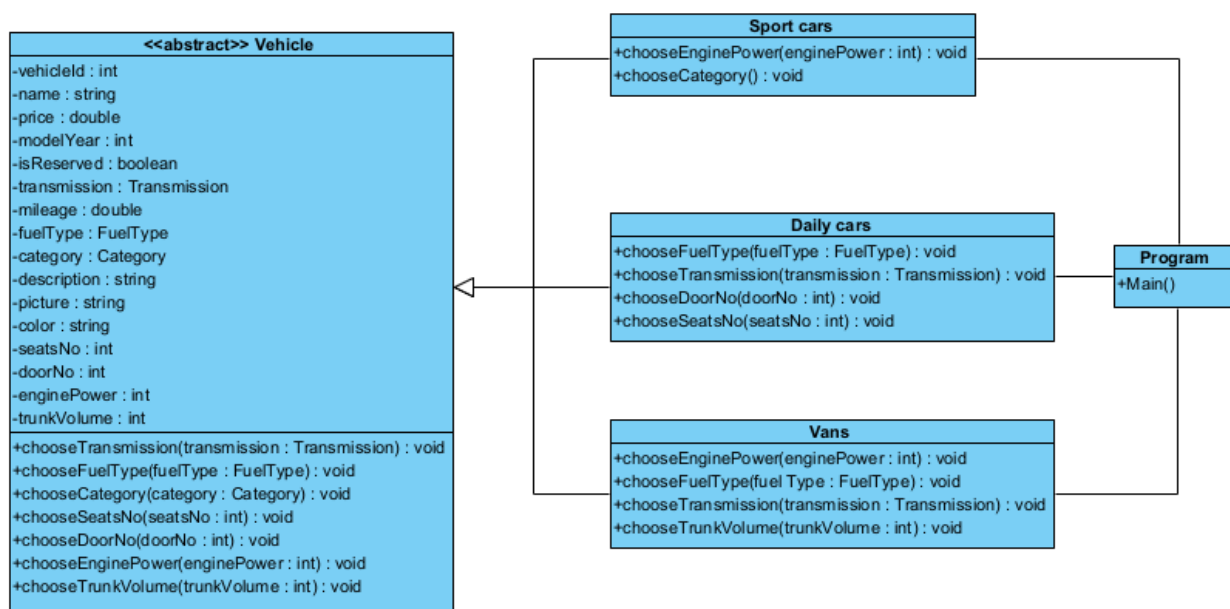 <<abstract>> Vehicle
-vehicleId : int
-name : string
-price : double
-modelYear : int
-isReserved : boolean
-transmission : Transmission
-mileage : double
-fuelType : FuelType
-category : Category
-description : string
-picture : string
-color : string
-seatsNo : int
-doorNo : int
-enginePower : int
-trunkVolume : int
+chooseTransmission(transmission : Transmission) : void
+chooseFuelType(fuelType : FuelType) : void
+chooseCategory(category : Category) : void
+chooseSeatsNo(seatsNo : int) : void
+chooseDoorNo(doorNo : int) : void
+chooseEnginePower(enginePower : int) : void
+chooseTrunkVolume(trunkVolume : int) : void
Sport cars
+chooseEnginePower(enginePower : int) : void
+chooseCategory() : void
Daily cars
+chooseFuelType(fuelType : FuelType) : void
+chooseTransmission(transmission : Transmission) : void
+chooseDoorNo(doorNo : int) : void
+chooseSeatsNo(seatsNo : int) : void
Vans
+chooseEnginePower(enginePower : int) : void
+chooseFuelType(fuel Type : FuelType) : void
+chooseTransmission(transmission : Transmission) : void
+chooseTrunkVolume(trunkVolume : int) : void
Program
+Main()